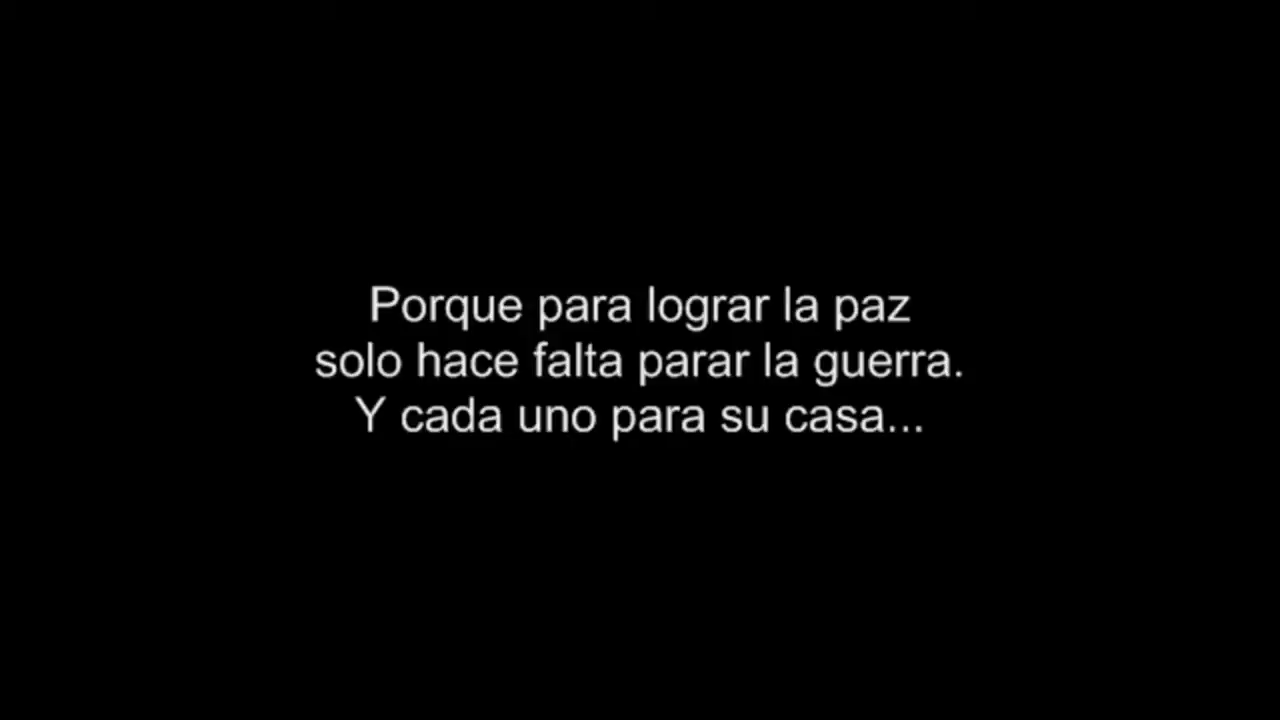 Porque para lograr la paz
solo hace falta parar la guerra.
Y cada uno para su casa...